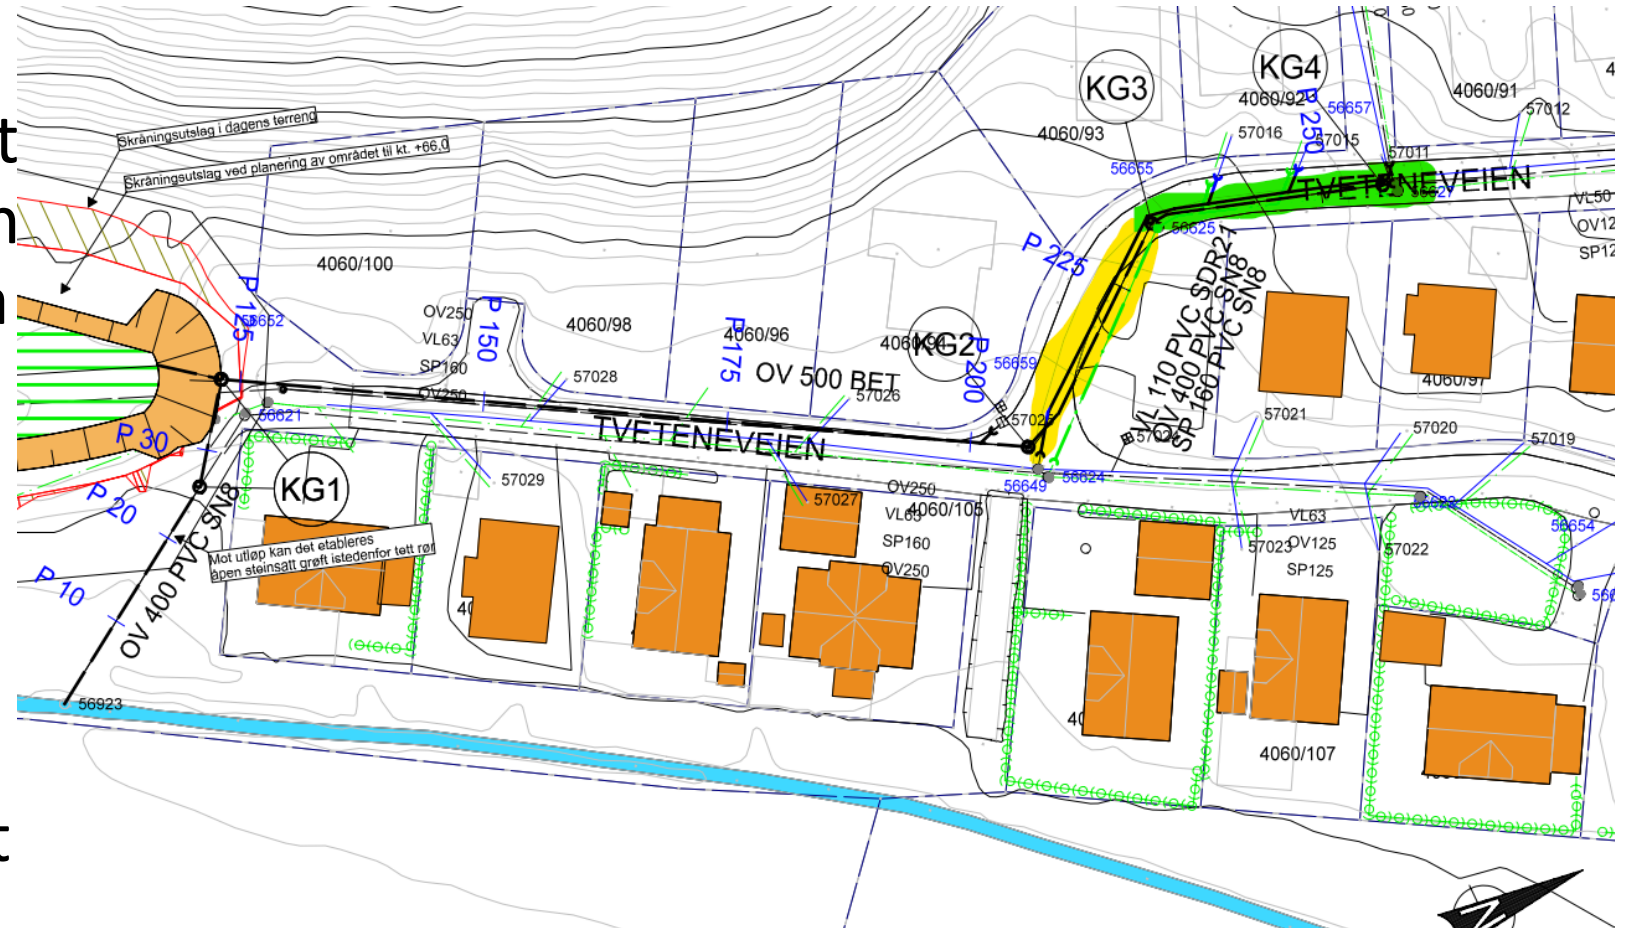 t
n
n
t
n
Skråningsutslag i dagens terreng
Skråningsutslag ved planering av området til kt. +66,0
KG3
KG4
4060/92
56657
4060/91
57012
4060/93
57016
57015
P 250
57011
56655
TVETENEVEIEN
56627
VL50
OV12
SP12
56625
P 225
4060/100
P 125
56652
OV250
VL63
SP160
OV250
P 150
4060/98
P 175
4060/96
KG2
P 200
56659
VL 110 PVC SDR21
OV 400 PVC SN8
SP 160 PVC SN8
OV 500 BET
57028
57026
57025
4060/97
57021
57020
57019
56621
TVETENEVEIEN
P 30
P 20
P 10
KG1
57029
57027
56649
56624
OV250
VL63
4060/105
SP160
OV250
VL63
OV125
SP125
57023
57022
56654
Mot utløp kan det etableres
åpen steinsatt grøft istedenfor tett rør
OV 400 PVC SN8
56923
4060/107
N